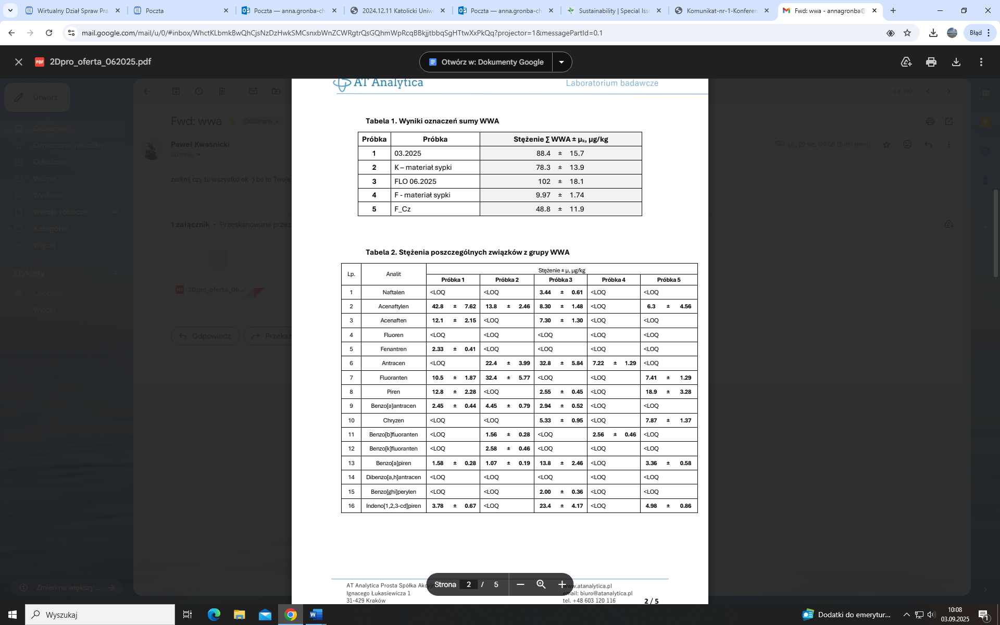 Wirtualny Dział Spraw Pra
Poczta
Poczta — anna.gronba-ch
2024.12.11 Katolicki Uniwe
Poczta — anna.gronba-ch
Sustainability | Special Iss
Komunikat-nr-1-Konferen
Fwd: wwa - annagronba@
mail.google.com/mail/u/0/#inbox/WhctKLbmkBwQhCjsNzDzHwkSMCsnxbWnZCWRgtrQsGQhmWpRcqBBkjjtbbqSgHTtwXxPkQq?projector=1&messagePartId=0.1
Błąd
PDF 2Dpro_oferta_062025.pdf
Otwórz w: Dokumenty Google
Utwórz
4 z 392
Odebrane
Oznaczone gwiazdką
Odłożone
Ważne
Wysłane
Wersje robocze 44
Kategorie
Więcej
Etykiety
Osobiste
Więcej
Zmień na większy ...
Fwd: wwa Odebrane ×
Paweł Kwaśnicki
do mnie
pt., 29 sie, 09:08 (5 dni temu)
zerknij czy tu wszystko ok :) bo to Twoje
1 załącznik • Przeskanowane przez
PDF 2Dpro_oferta_06...
Odpowiedz
Przekaż
AT Analytica
Laboratorium badawcze
Tabela 1. Wyniki oznaczeń sumy WWA
Próbka Próbka Stężenie ∑ WWA ± μₖ, μg/kg
1 03.2025 88.4 ± 15.7
2 K – materiał sypki 78.3 ± 13.9
3 FLO 06.2025 102 ± 18.1
4 F - materiał sypki 9.97 ± 1.74
5 F_Cz 48.8 ± 11.9
Tabela 2. Stężenia poszczególnych związków z grupy WWA
Lp. Analit Stężenie ± μ, μg/kg
Próbka 1 Próbka 2 Próbka 3 Próbka 4 Próbka 5
1 Naftalen <LOQ <LOQ 3.44 ± 0.61 <LOQ <LOQ
2 Acenaftylen 42.8 ± 7.62 13.8 ± 2.46 8.30 ± 1.48 <LOQ 6.3 ± 4.56
3 Acenaften 12.1 ± 2.15 <LOQ 7.30 ± 1.30 <LOQ <LOQ
4 Fluoren <LOQ <LOQ <LOQ <LOQ <LOQ
5 Fenantren 2.33 ± 0.41 <LOQ <LOQ <LOQ <LOQ
6 Antracen <LOQ 22.4 ± 3.99 32.8 ± 5.84 7.22 ± 1.29 <LOQ
7 Fluoranten 10.5 ± 1.87 32.4 ± 5.77 <LOQ <LOQ 7.41 ± 1.29
8 Piren 12.8 ± 2.28 <LOQ 2.55 ± 0.45 <LOQ 18.9 ± 3.28
9 Benzo[a]antracen 2.45 ± 0.44 4.45 ± 0.79 2.94 ± 0.52 <LOQ <LOQ
10 Chryzen <LOQ <LOQ 5.33 ± 0.95 <LOQ 7.87 ± 1.37
11 Benzo[b]fluoranten <LOQ 1.56 ± 0.28 <LOQ 2.56 ± 0.46 <LOQ
12 Benzo[k]fluoranten <LOQ 2.58 ± 0.46 <LOQ <LOQ <LOQ
13 Benzo[a]piren 1.58 ± 0.28 1.07 ± 0.19 13.8 ± 2.46 <LOQ 3.36 ± 0.58
14 Dibenzo[a,h]antracen <LOQ <LOQ <LOQ <LOQ <LOQ
15 Benzo[ghi]perylen <LOQ <LOQ 2.00 ± 0.36 <LOQ <LOQ
16 Indeno[1,2,3-cd]piren 3.78 ± 0.67 <LOQ 23.4 ± 4.17 <LOQ 4.98 ± 0.86
Strona 2 / 5
AT Analytica Prosta Spółka
Ignacego Łukasiewicza 1
31-429 Kraków
www.atanalytica.pl
email: biuro@atanalytica.pl
tel. +48 603 120 116
2 / 5
Wyszukaj
Dodatki do emerytur...
10:08
03.09.2025
1